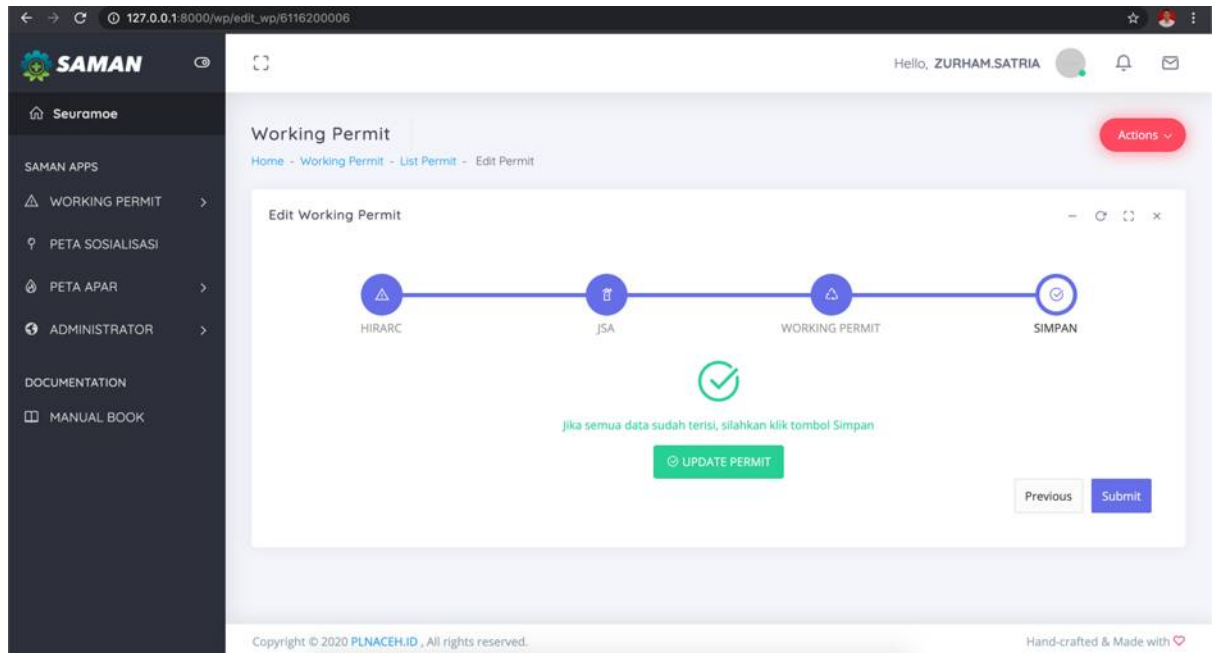 127.0.0.1:8000/wp/edit_wp/6116200006
SAMAN
Hello, ZURHAM.SATRIA
Seuramoe
Working Permit
Actions
Home - Working Permit - List Permit - Edit Permit
SAMAN APPS
WORKING PERMIT
Edit Working Permit
PETA SOSIALISASI
PETA APAR
ADMINISTRATOR
HIRARC
JSA
WORKING PERMIT
SIMPAN
DOCUMENTATION
MANUAL BOOK
Jika semua data sudah terisi, silahkan klik tombol Simpan
UPDATE PERMIT
Previous
Submit
Copyright © 2020 PLNACEH.ID , All rights reserved.
Hand-crafted & Made with